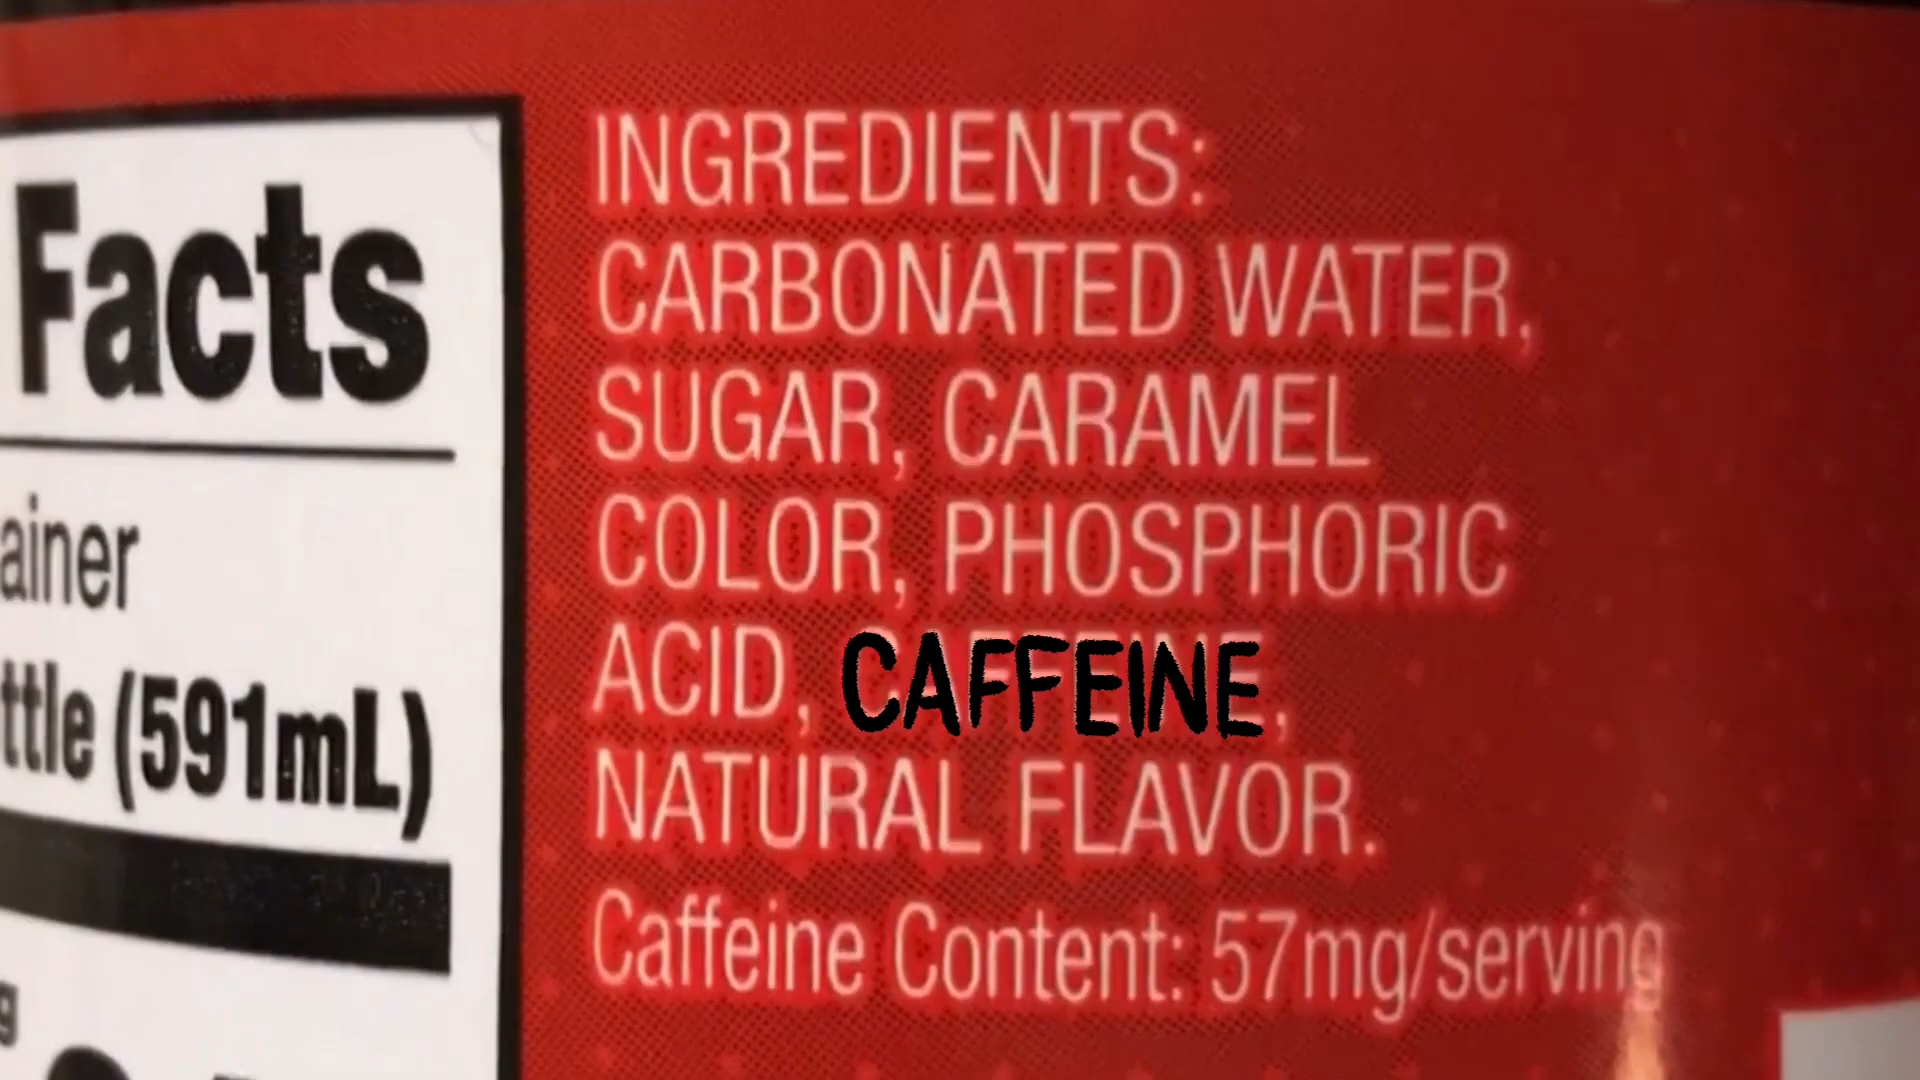 Facts
ainer
ttle (591mL)
g
INGREDIENTS:
CARBONATED WATER,
SUGAR, CARAMEL
COLOR, PHOSPHORIC
ACID, CAFFEINE,
NATURAL FLAVOR.
Caffeine Content: 57mg/serving